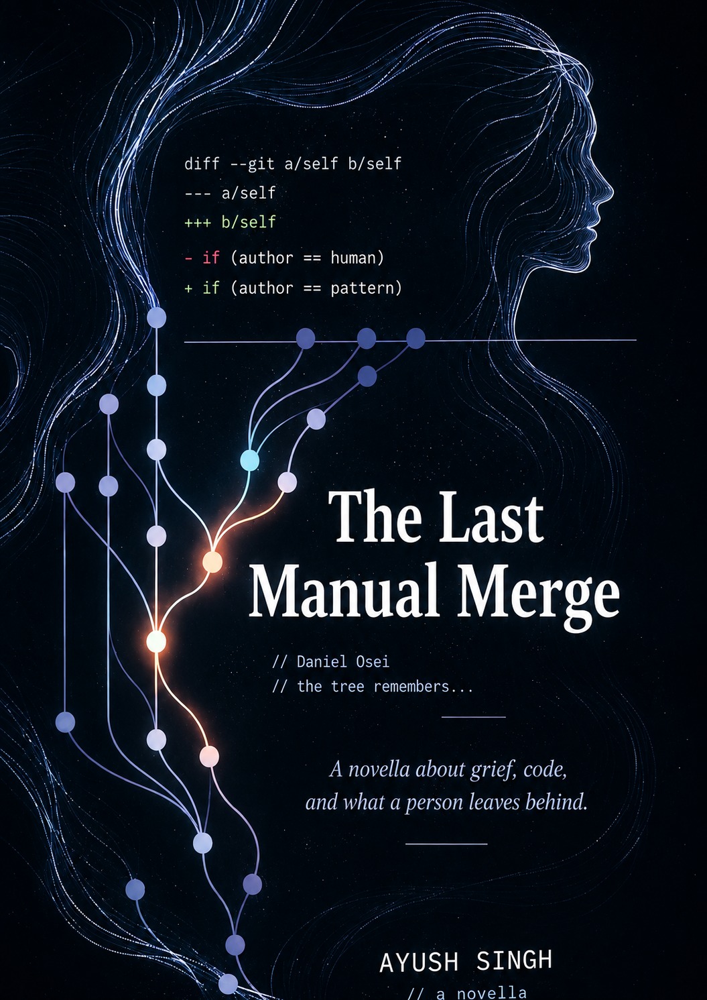 diff --git a/self b/self
--- a/self
+++ b/self
- if (author == human)
+ if (author == pattern)
The Last
Manual Merge
// Daniel Osei
// the tree remembers...
A novella about grief, code,
and what a person leaves behind.
AYUSH SINGH
// a novella